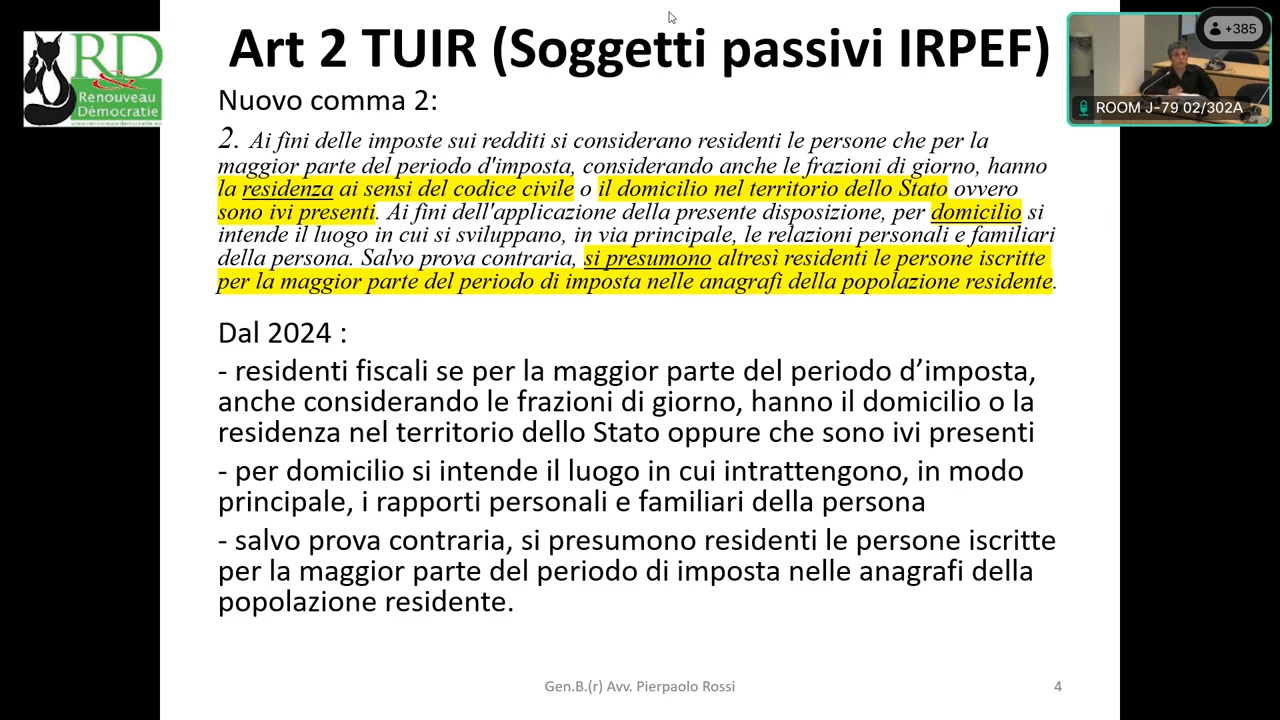 Art 2 TUIR (Soggetti passivi IRPEF)
+385
RD
&
Renouveau
Dèmocratie
www.renouveau-democratie.eu
ROOM J-79 02/302A
Nuovo comma 2:
2. Ai fini delle imposte sui redditi si considerano residenti le persone che per la
maggior parte del periodo d'imposta, considerando anche le frazioni di giorno, hanno
la residenza ai sensi del codice civile o il domicilio nel territorio dello Stato ovvero
sono ivi presenti. Ai fini dell'applicazione della presente disposizione, per domicilio si
intende il luogo in cui si sviluppano, in via principale, le relazioni personali e familiari
della persona. Salvo prova contraria, si presumono altresì residenti le persone iscritte
per la maggior parte del periodo di imposta nelle anagrafi della popolazione residente.
Dal 2024 :
- residenti fiscali se per la maggior parte del periodo d’imposta,
anche considerando le frazioni di giorno, hanno il domicilio o la
residenza nel territorio dello Stato oppure che sono ivi presenti
- per domicilio si intende il luogo in cui intrattengono, in modo
principale, i rapporti personali e familiari della persona
- salvo prova contraria, si presumono residenti le persone iscritte
per la maggior parte del periodo di imposta nelle anagrafi della
popolazione residente.
Gen.B.(r) Avv. Pierpaolo Rossi
4